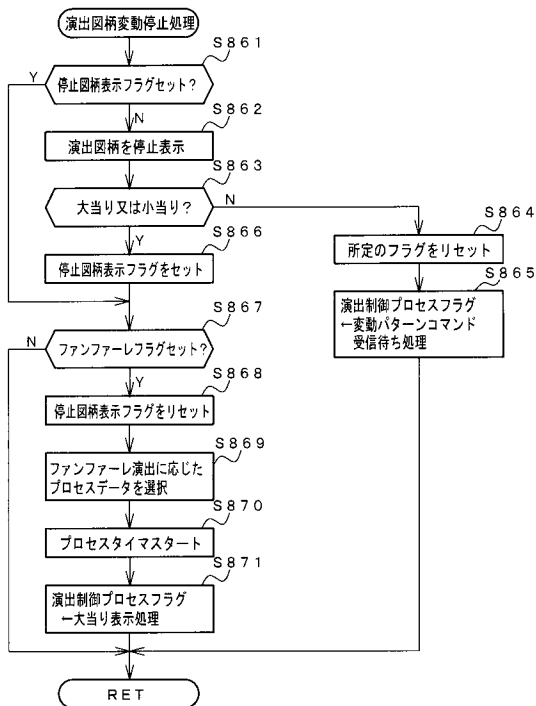 演出図柄変動停止処理
S861
Y
停止図柄表示フラグセット?
N
S862
演出図柄を停止表示
S863
大当り又は小当り?
N
Y
S864
所定のフラグをリセット
S865
演出制御プロセスフラグ
←変動パターンコマンド
受信待ち処理
S866
停止図柄表示フラグをセット
S867
N
ファンファーレフラグセット?
Y
S868
停止図柄表示フラグをリセット
S869
ファンファーレ演出に応じた
プロセスデータを選択
S870
プロセスタイマスタート
S871
演出制御プロセスフラグ
←大当り表示処理
RET